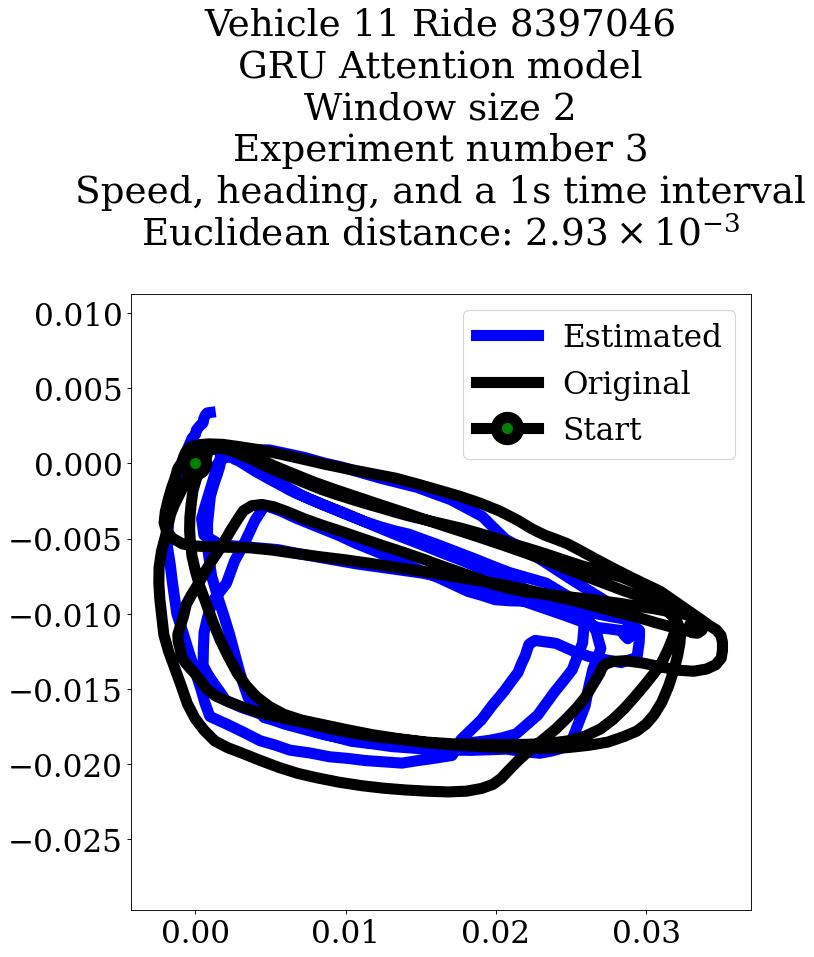 Vehicle 11 Ride 8397046
GRU Attention model
Window size 2
Experiment number 3
Speed, heading, and a 1s time interval
Euclidean distance: 2.93 × 10⁻³
0.010
0.005
0.000
−0.005
−0.010
−0.015
−0.020
−0.025
Estimated
Original
Start
0.00 0.01 0.02 0.03